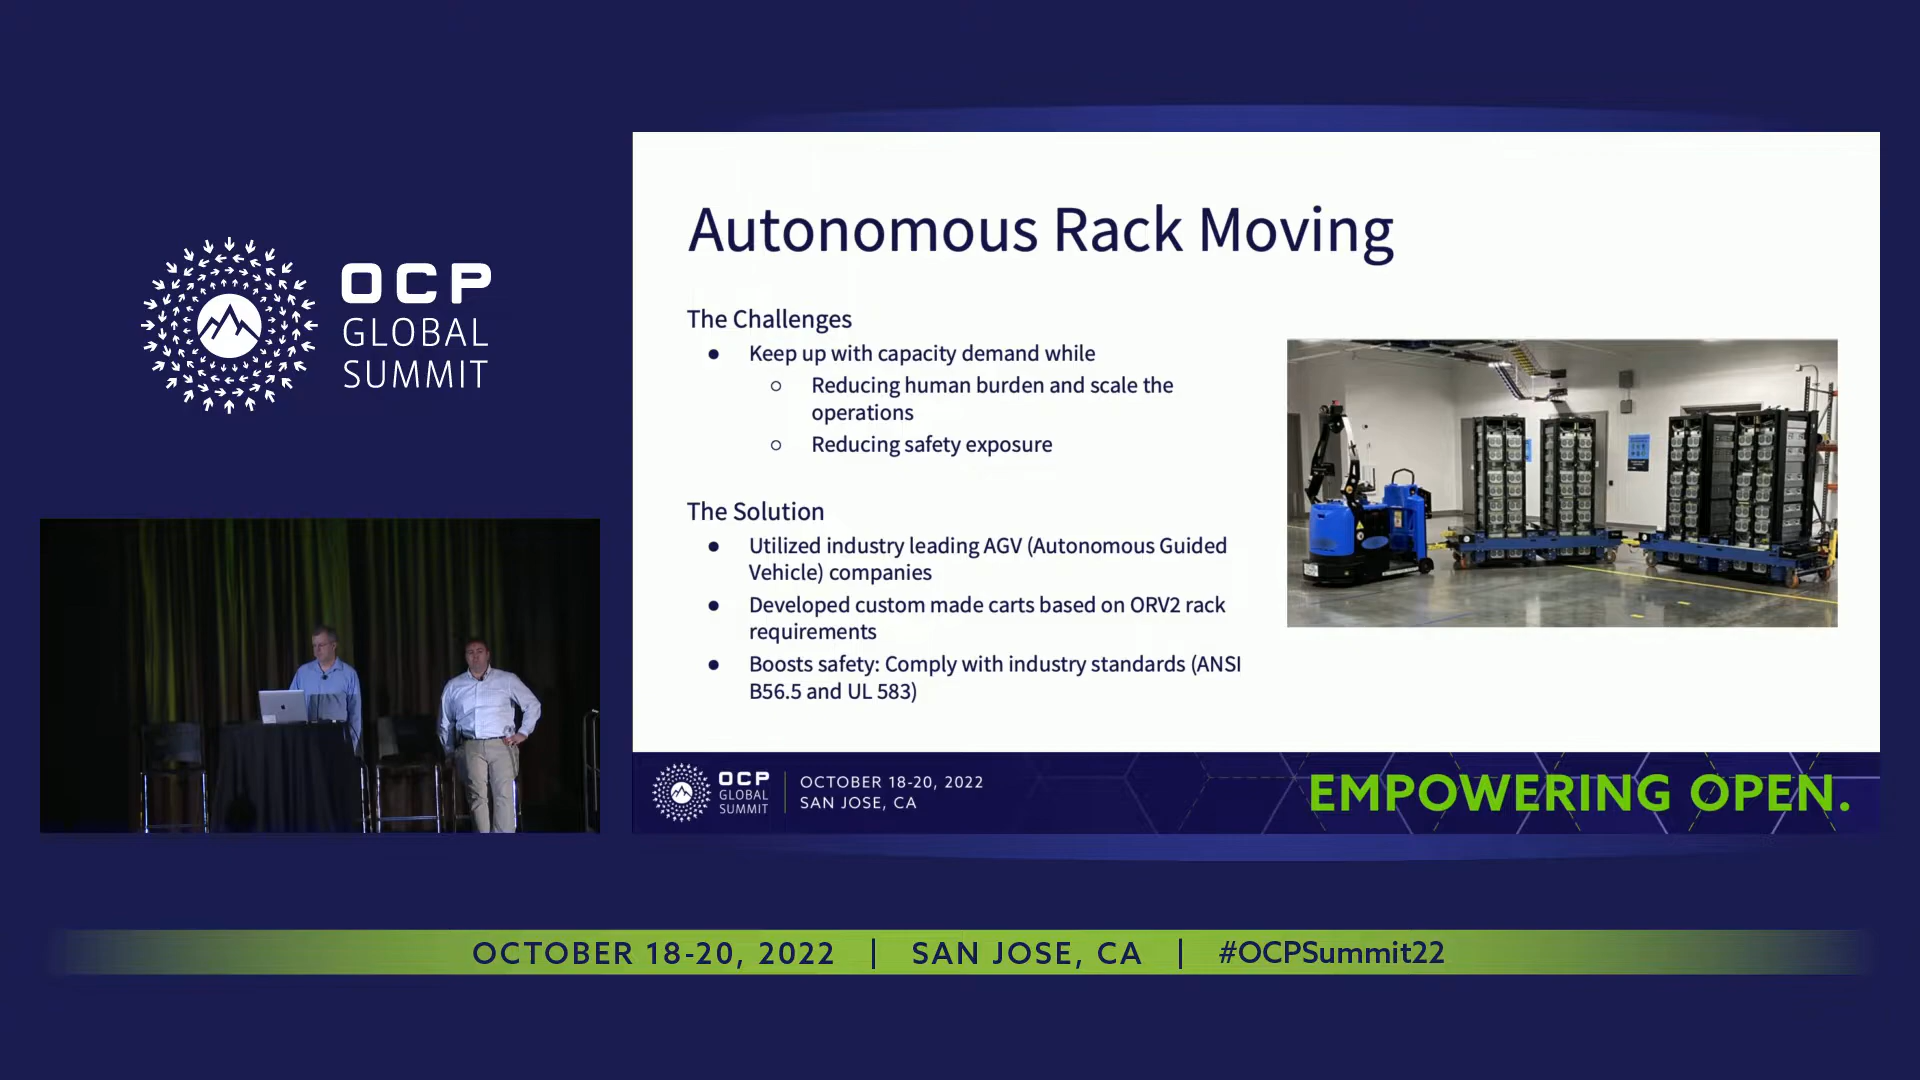 OCP
GLOBAL
SUMMIT
Autonomous Rack Moving
The Challenges
● Keep up with capacity demand while
○ Reducing human burden and scale the
operations
○ Reducing safety exposure
The Solution
● Utilized industry leading AGV (Autonomous Guided
Vehicle) companies
● Developed custom made carts based on ORV2 rack
requirements
● Boosts safety: Comply with industry standards (ANSI
B56.5 and UL 583)
OCP
GLOBAL
SUMMIT
OCTOBER 18-20, 2022
SAN JOSE, CA
EMPOWERING OPEN.
OCTOBER 18-20, 2022 | SAN JOSE, CA | #OCPSummit22